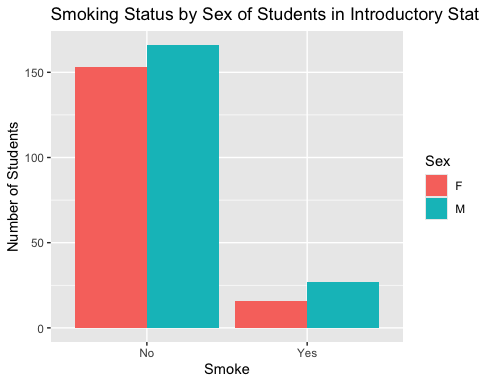 Smoking Status by Sex of Students in Introductory Stat
150
100
50
0
Number of Students
No
Yes
Smoke
Sex
F
M